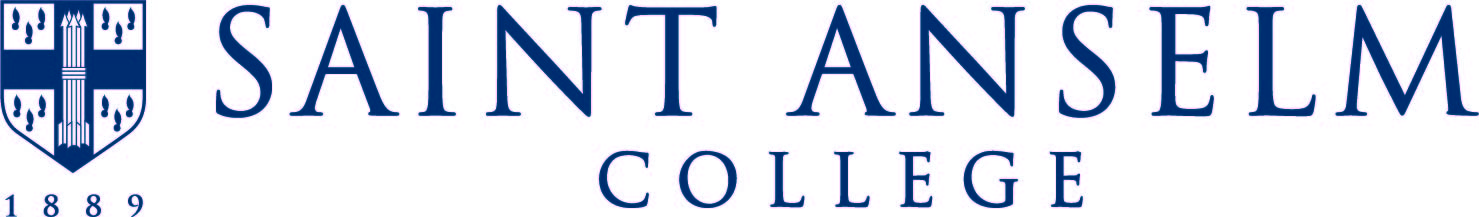 SAINT ANSELM
COLLEGE
1889